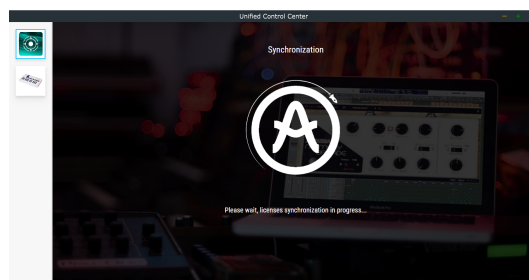 Unified Control Center
Synchronization
Please wait, licenses synchronization in progress...